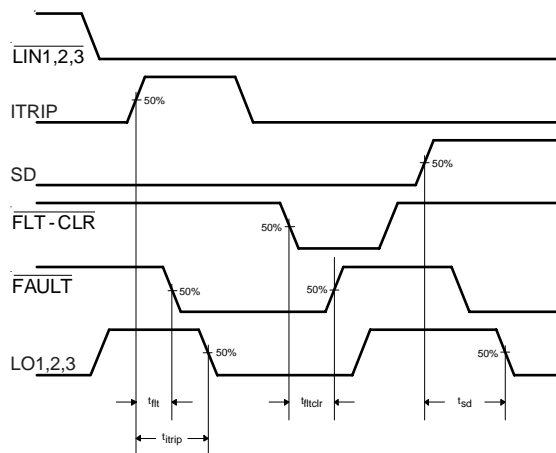 LIN1,2,3
ITRIP
50%
SD
50%
FLT-CLR
50%
FAULT
50%
50%
LO1,2,3
50%
50%
tflt
tfltclr
tsd
titrip